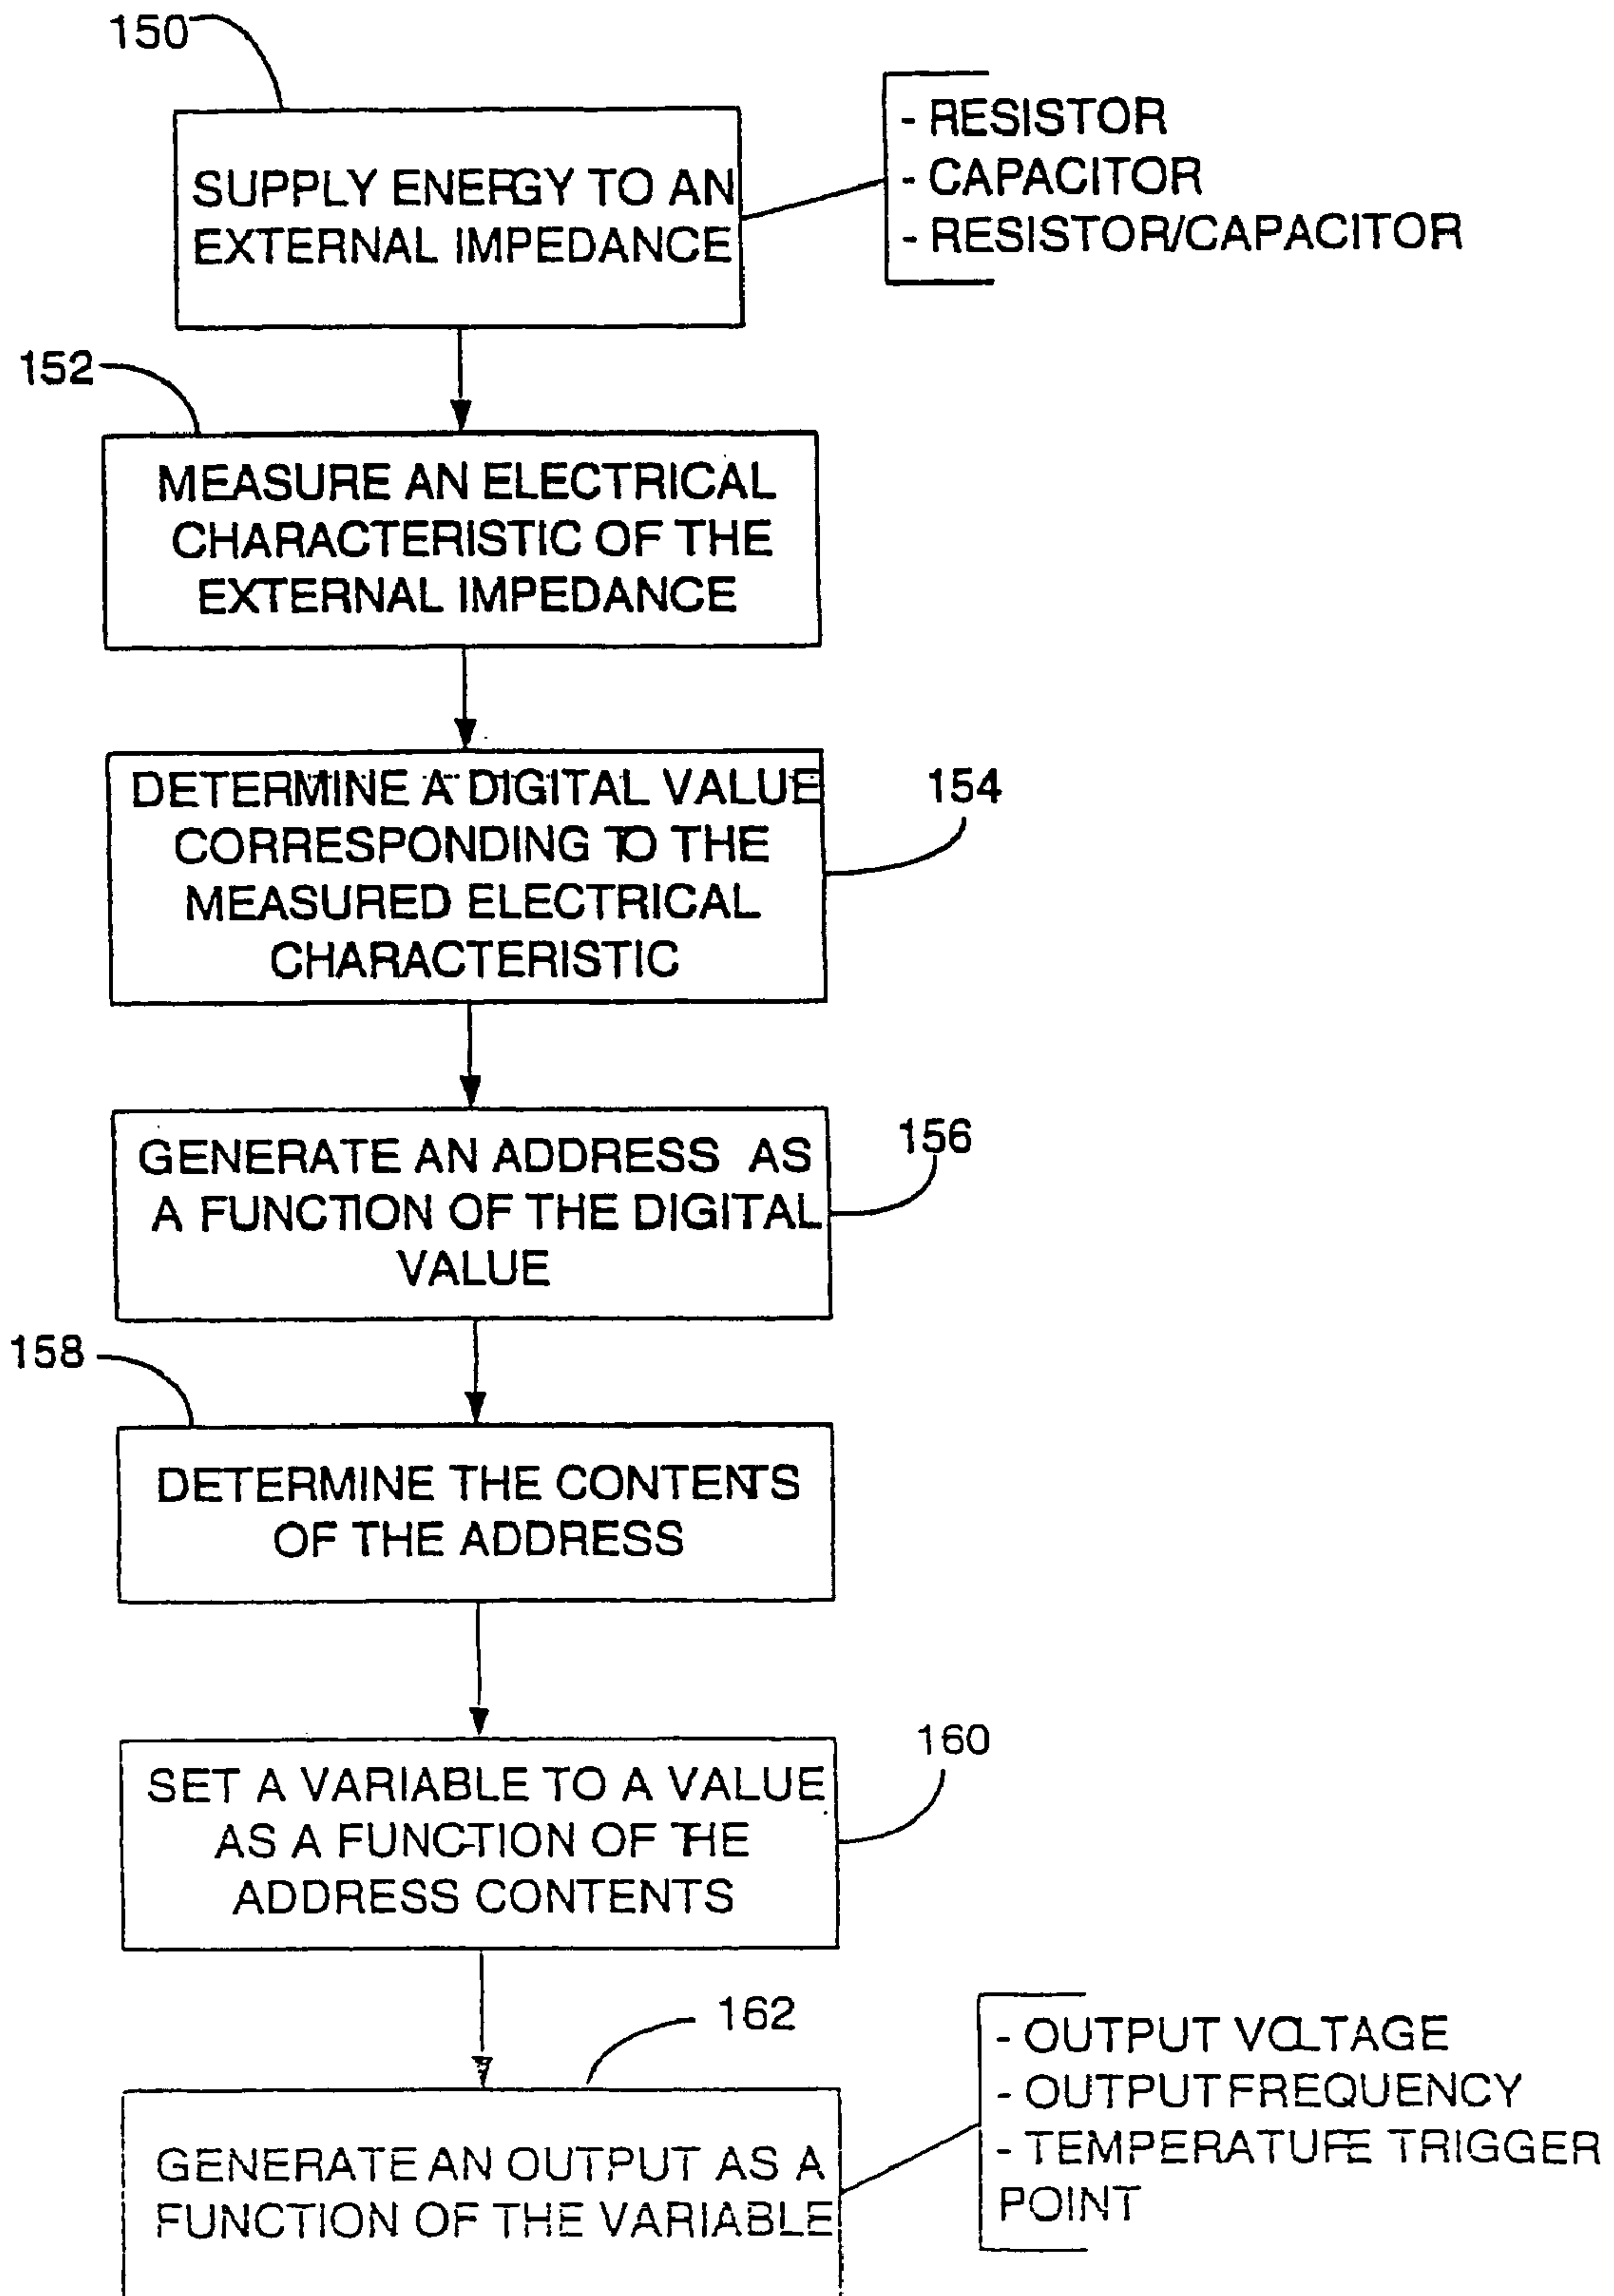 150
SUPPLY ENERGY TO AN
EXTERNAL IMPEDANCE
- RESISTOR
- CAPACITOR
- RESISTOR/CAPACITOR
152
MEASURE AN ELECTRICAL
CHARACTERISTIC OF THE
EXTERNAL IMPEDANCE
DETERMINE A DIGITAL VALUE
CORRESPONDING TO THE
MEASURED ELECTRICAL
CHARACTERISTIC
154
GENERATE AN ADDRESS AS
A FUNCTION OF THE DIGITAL
VALUE
156
158
DETERMINE THE CONTENTS
OF THE ADDRESS
SET A VARIABLE TO A VALUE
AS A FUNCTION OF THE
ADDRESS CONTENTS
160
162
GENERATE AN OUTPUT AS A
FUNCTION OF THE VARIABLE
- OUTPUT VOLTAGE
- OUTPUT FREQUENCY
- TEMPERATURE TRIGGER
POINT